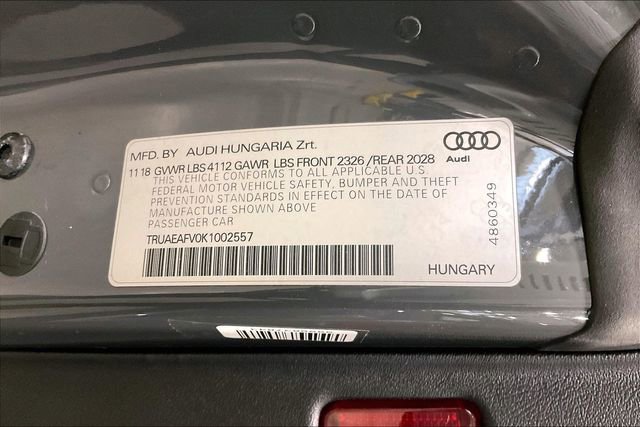 MFD. BY AUDI HUNGARIA Zrt.
Audi
1118 GVWR LBS 4112 GAWR LBS FRONT 2326 /REAR 2028
THIS VEHICLE CONFORMS TO ALL APPLICABLE U.S.
FEDERAL MOTOR VEHICLE SAFETY, BUMPER AND THEFT
PREVENTION STANDARDS IN EFFECT ON THE DATE OF
MANUFACTURE SHOWN ABOVE
PASSENGER CAR
TRUAEAFV0K1002557
HUNGARY
4860349